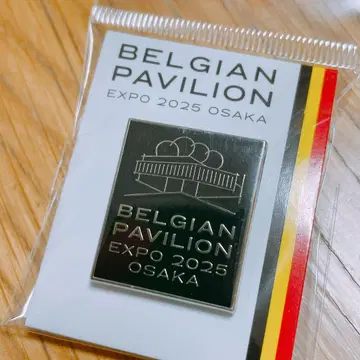 BELGIAN
PAVILION
EXPO 2025 OSAKA
BELGIAN
PAVILION
EXPO 2025
OSAKA